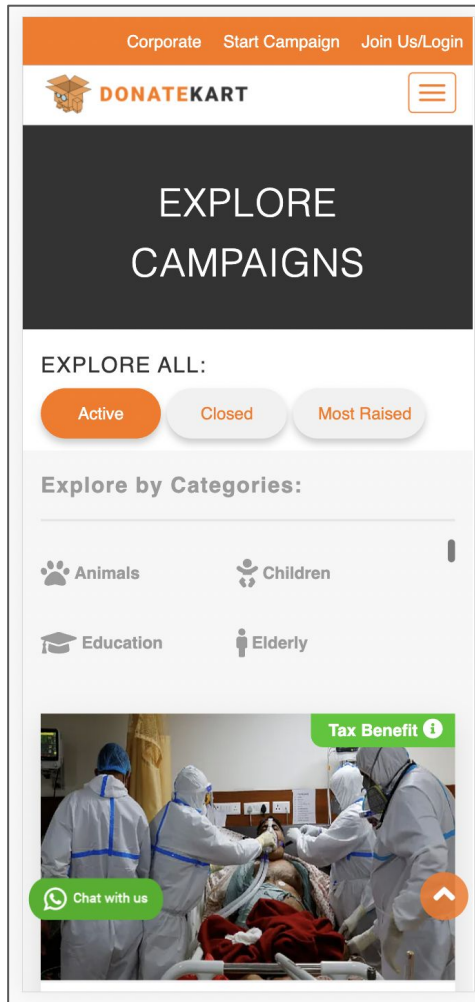 Corporate Start Campaign Join Us/Login
DONATEKART
EXPLORE
CAMPAIGNS
EXPLORE ALL:
Active Closed Most Raised
Explore by Categories:
Animals Children
Education Elderly
Tax Benefit i
Chat with us